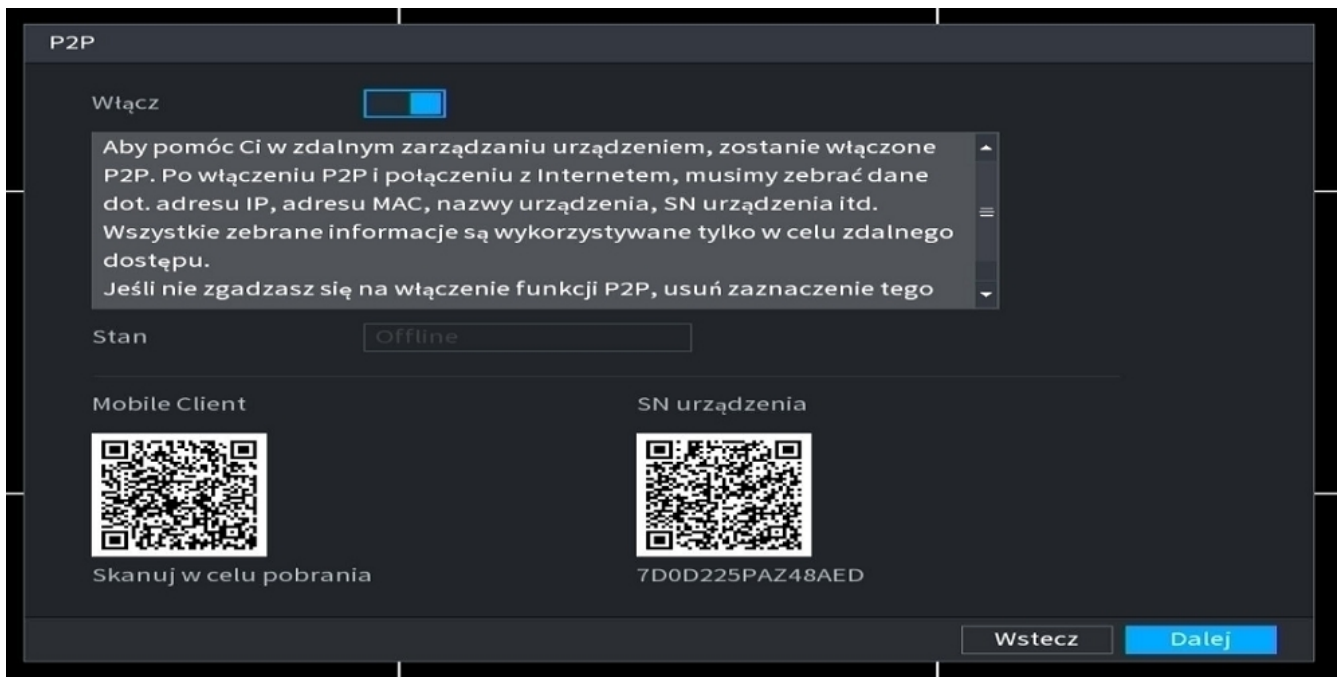 P2P
Włącz
Aby pomóc Ci w zdalnym zarządzaniu urządzeniem, zostanie włączone
P2P. Po włączeniu P2P i połączeniu z Internetem, musimy zebrać dane
dot. adresu IP, adresu MAC, nazwy urządzenia, SN urządzenia itd.
Wszystkie zebrane informacje są wykorzystywane tylko w celu zdalnego
dostępu.
Jeśli nie zgadzasz się na włączenie funkcji P2P, usuń zaznaczenie tego
Stan
Offline
Mobile Client
SN urządzenia
Skanuj w celu pobrania
7D0D225PAZ48AED
Wstecz
Dalej